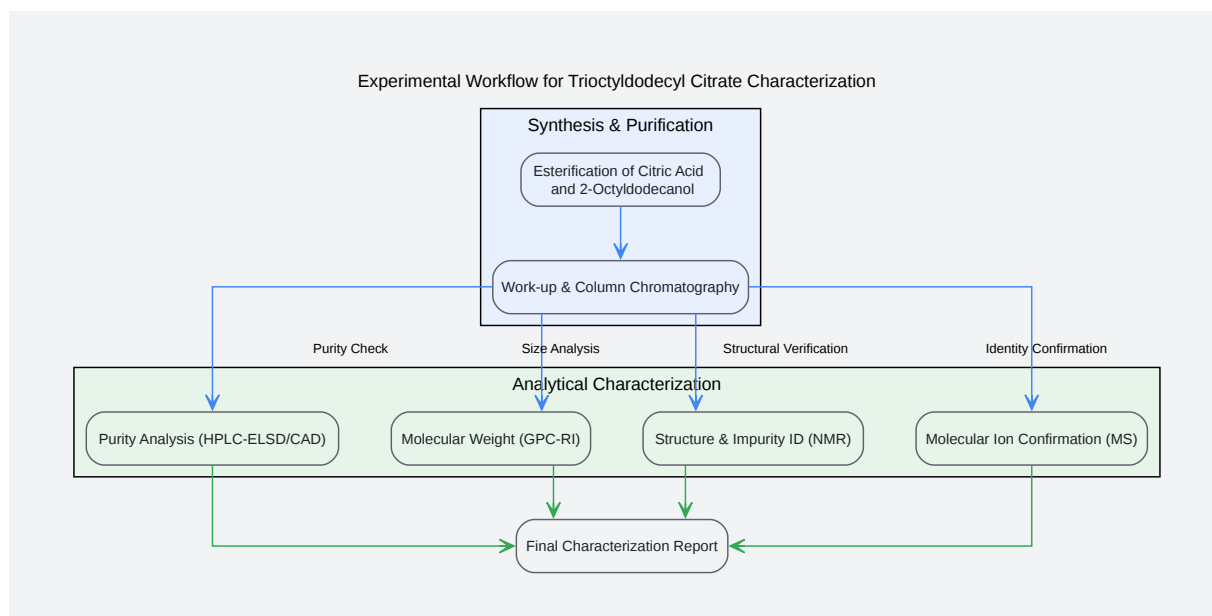 Experimental Workflow for Trioctyldodecyl Citrate Characterization
Synthesis & Purification
Esterification of Citric Acid
and 2-Octyldodecanol
Work-up & Column Chromatography
Purity Check
Size Analysis
Structural Verification
Identity Confirmation
Analytical Characterization
Purity Analysis (HPLC-ELSD/CAD)
Molecular Weight (GPC-RI)
Structure & Impurity ID (NMR)
Molecular Ion Confirmation (MS)
Final Characterization Report